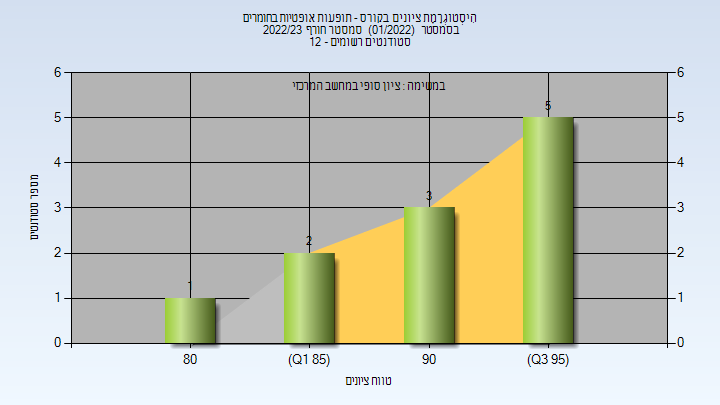 היסטוגרמת ציונים בקורס - תופעות אופטיות בחומרים
בסמסטר (01/2022) סמסטר חורף 2022/23
סטודנטים רשומים - 12
במשימה : ציון סופי במחשב המרכזי
6 6
5 5
4 4
3 3
2 2
1 1
0 0
1 2 3 5
מספר סטודנטים
80 (Q1 85) 90 (Q3 95)
טווח ציונים